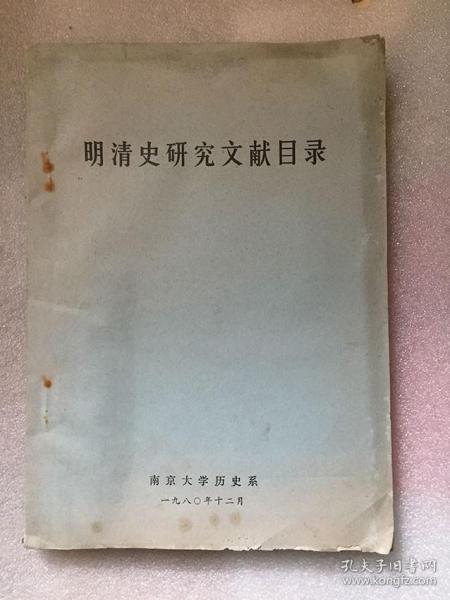 明清史研究文献目录
南京大学历史系
一九八〇年十二月
孔夫子旧书网
www.kongfz.com